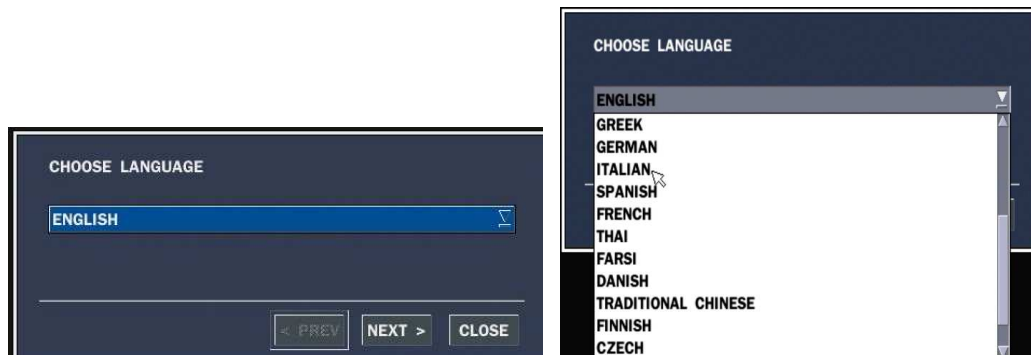 CHOOSE LANGUAGE
ENGLISH
< PREV
NEXT >
CLOSE
CHOOSE LANGUAGE
ENGLISH
GREEK
GERMAN
ITALIAN
SPANISH
FRENCH
THAI
FARSI
DANISH
TRADITIONAL CHINESE
FINNISH
CZECH